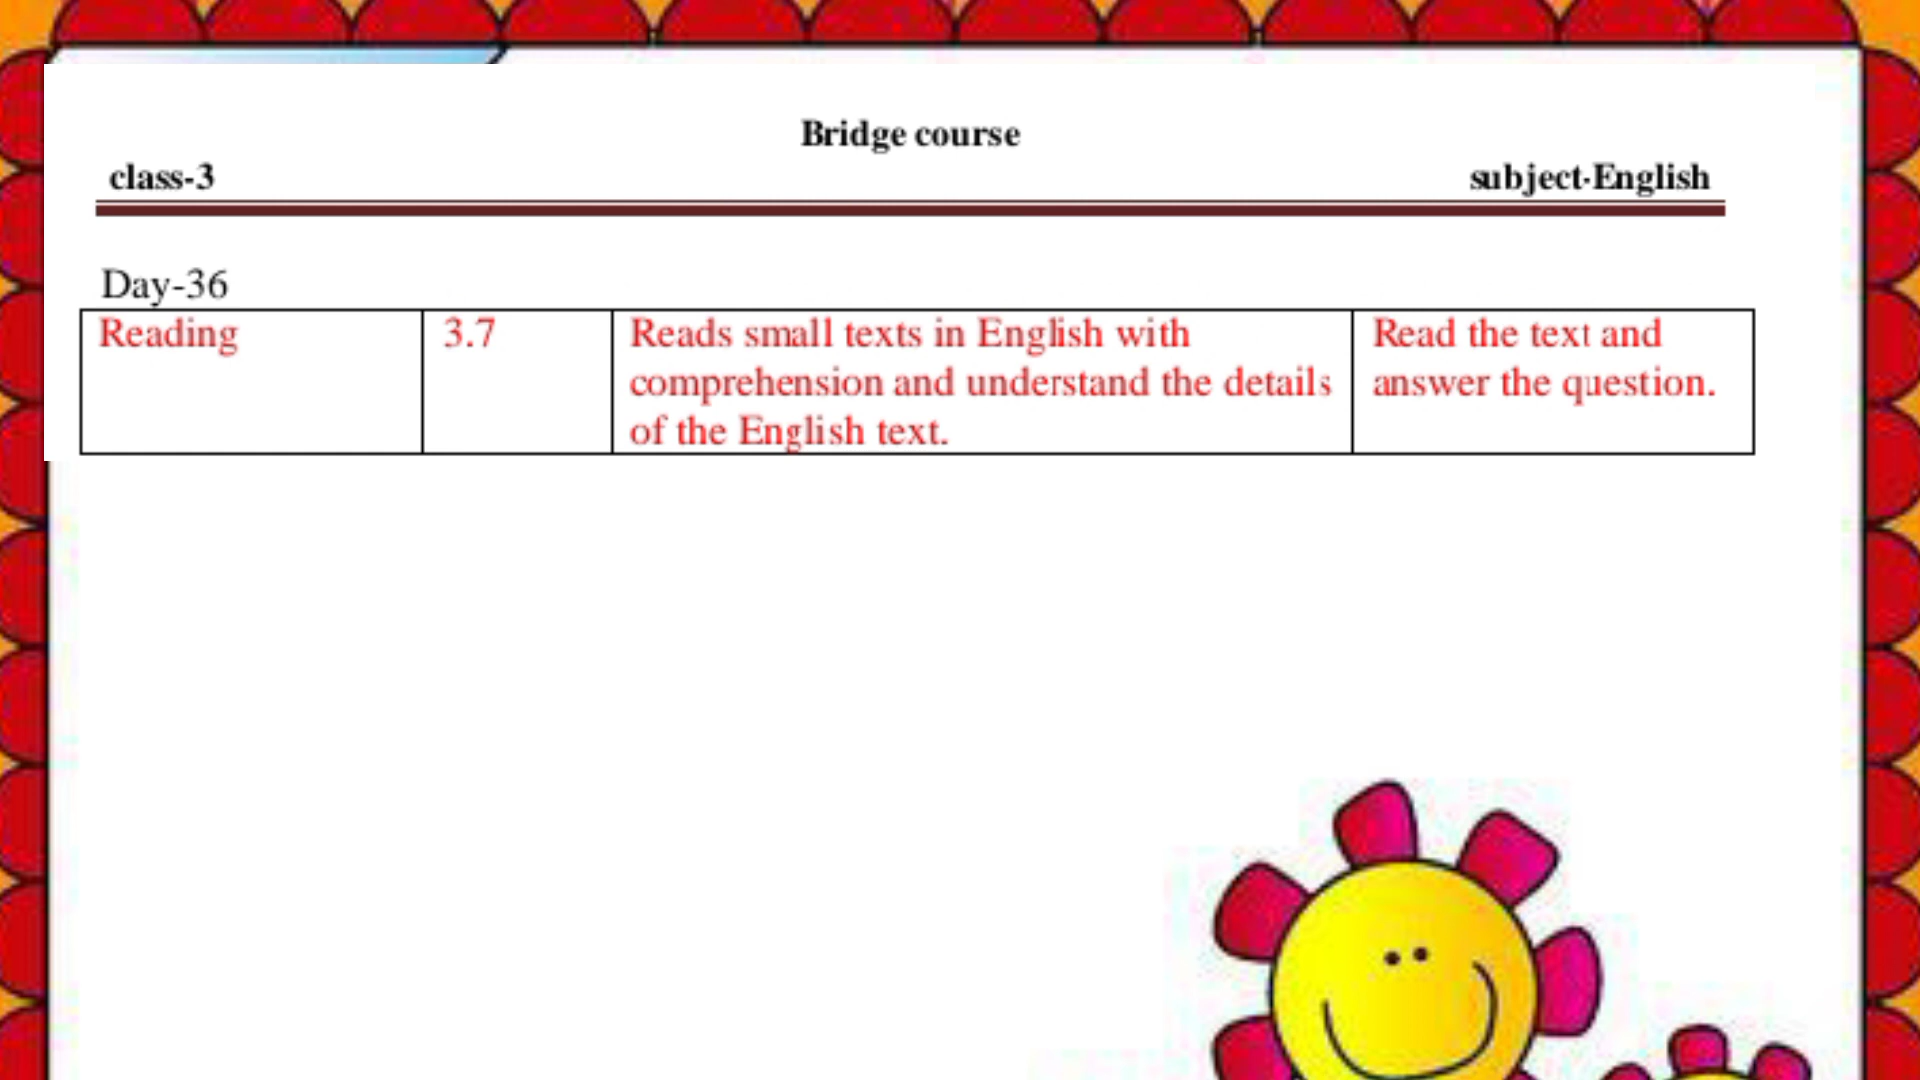 Bridge course
class-3 subject-English
Day-36
Reading 3.7 Reads small texts in English with Read the text and
comprehension and understand the details answer the question.
of the English text.